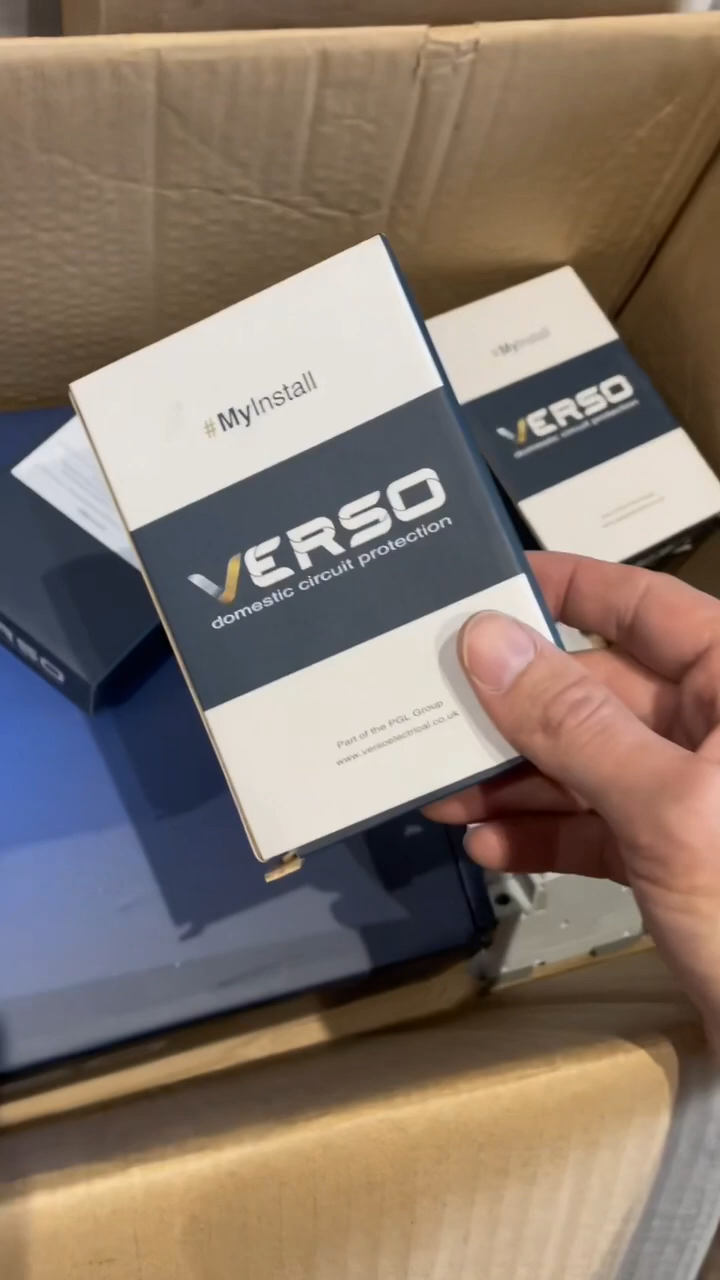 #MyInstall
VERSO
domestic circuit protection
Part of the PGL Group
www.versoelectrical.co.uk
#MyInstall
VERSO
domestic circuit protection